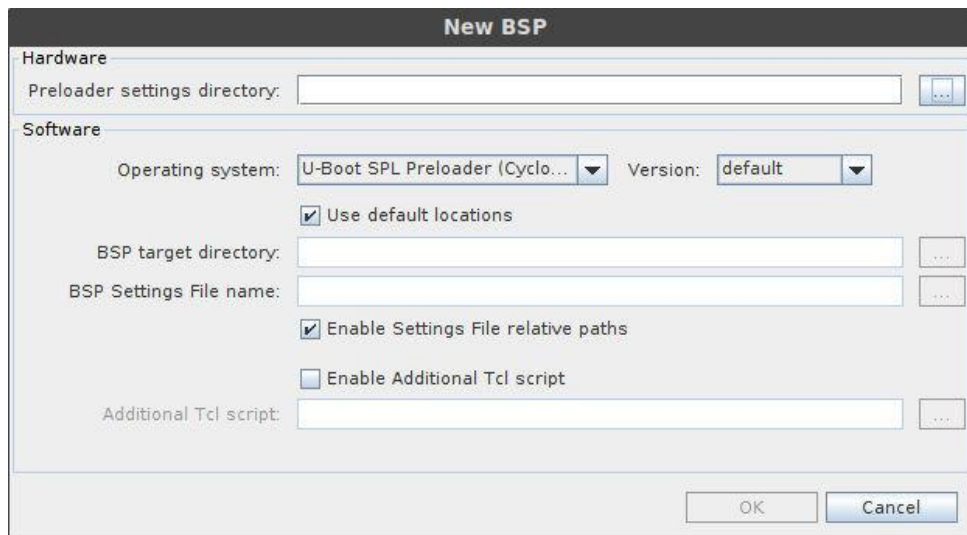 New BSP
Hardware
Preloader settings directory:
...
Software
Operating system: U-Boot SPL Preloader (Cyclo... Version: default
Use default locations
BSP target directory:
...
BSP Settings File name:
...
Enable Settings File relative paths
Enable Additional Tcl script
Additional Tcl script:
...
OK Cancel